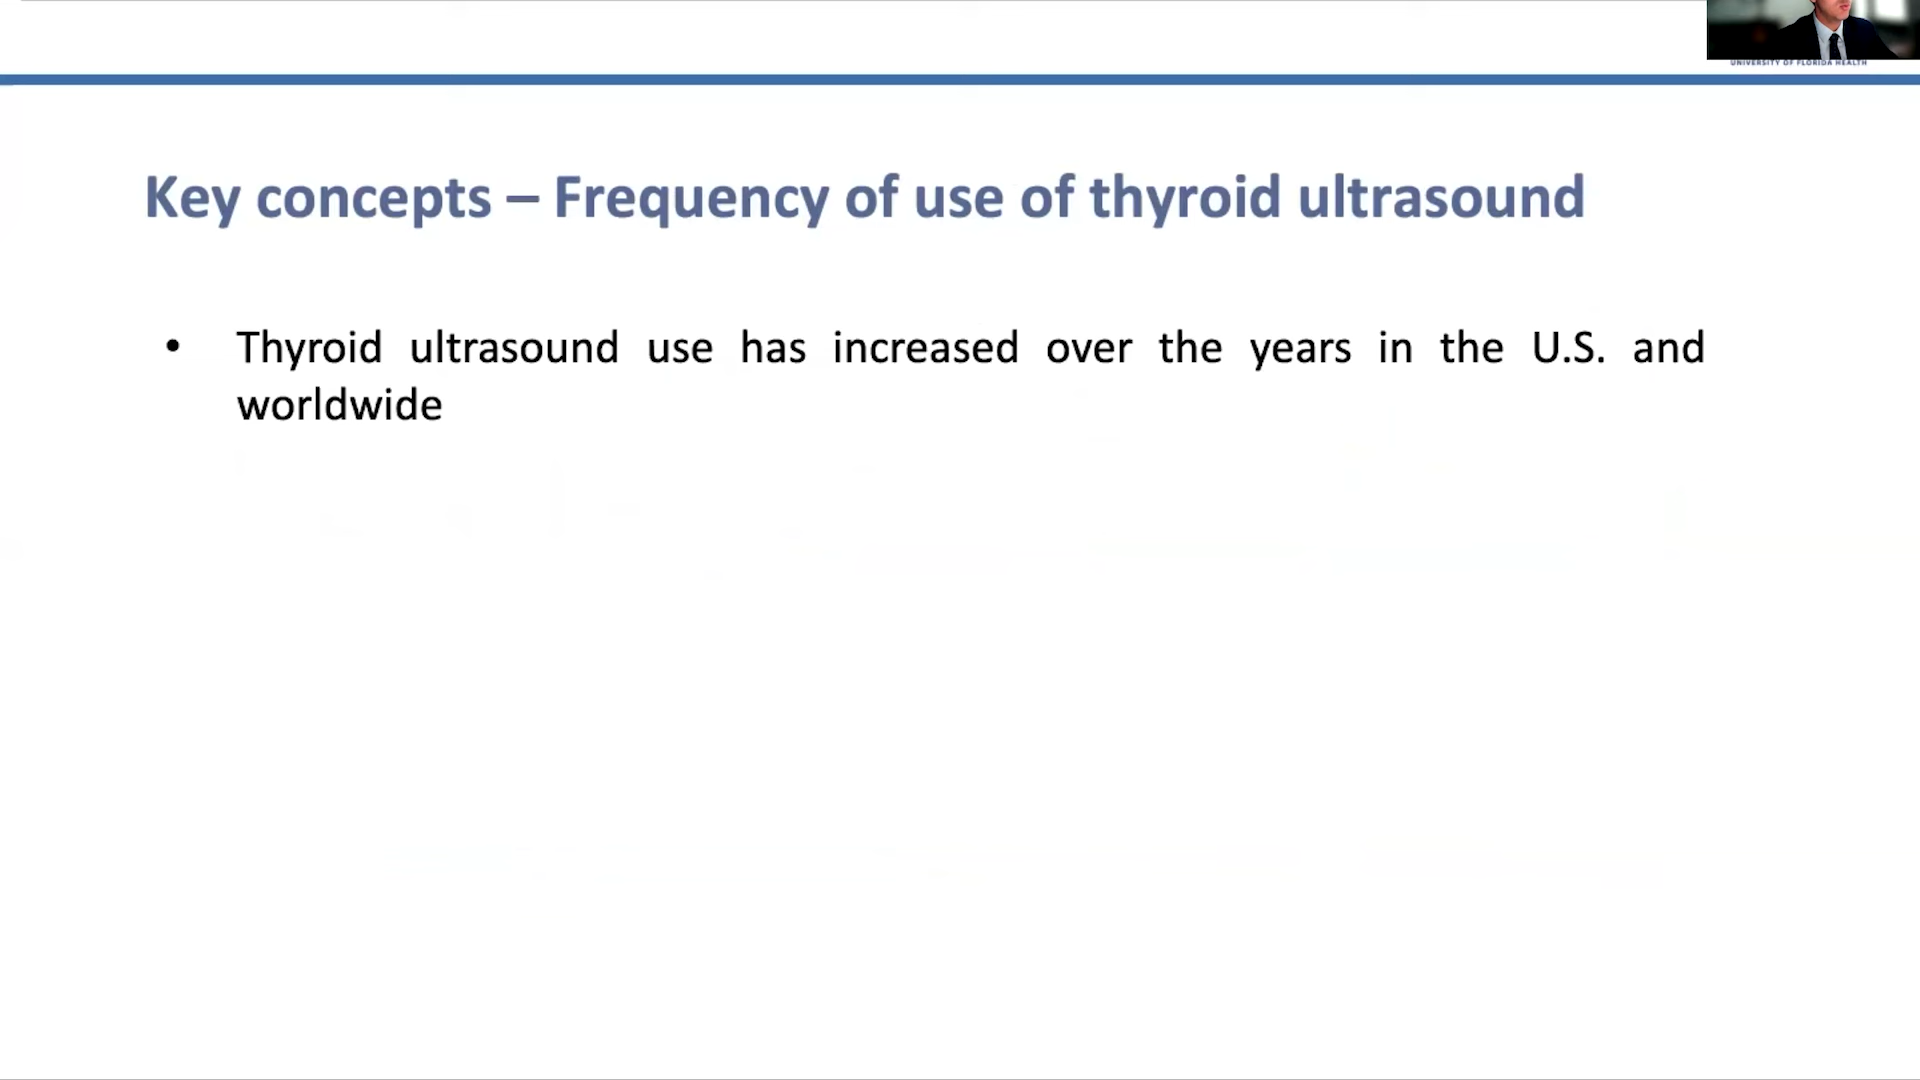 UNIVERSITY OF FLORIDA HEALTH
Key concepts – Frequency of use of thyroid ultrasound
• Thyroid ultrasound use has increased over the years in the U.S. and
worldwide